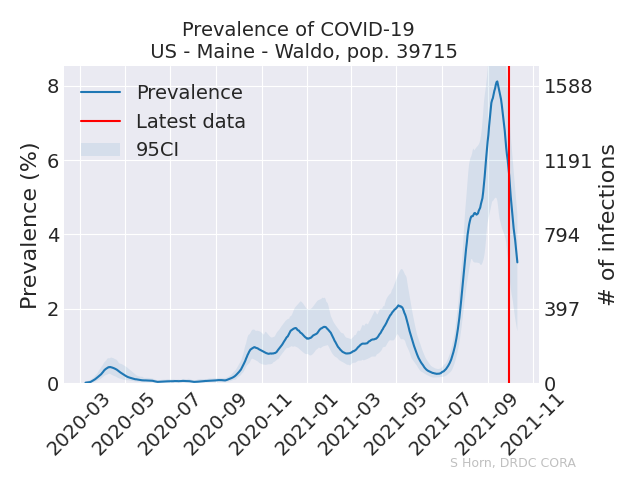 Prevalence of COVID-19
US - Maine - Waldo, pop. 39715
Prevalence
Latest data
95CI
Prevalence (%)
8
6
4
2
0
1588
1191
794
397
0
# of infections
2020-03
2020-05
2020-07
2020-09
2020-11
2021-01
2021-03
2021-05
2021-07
2021-09
2021-11
S Horn, DRDC CORA